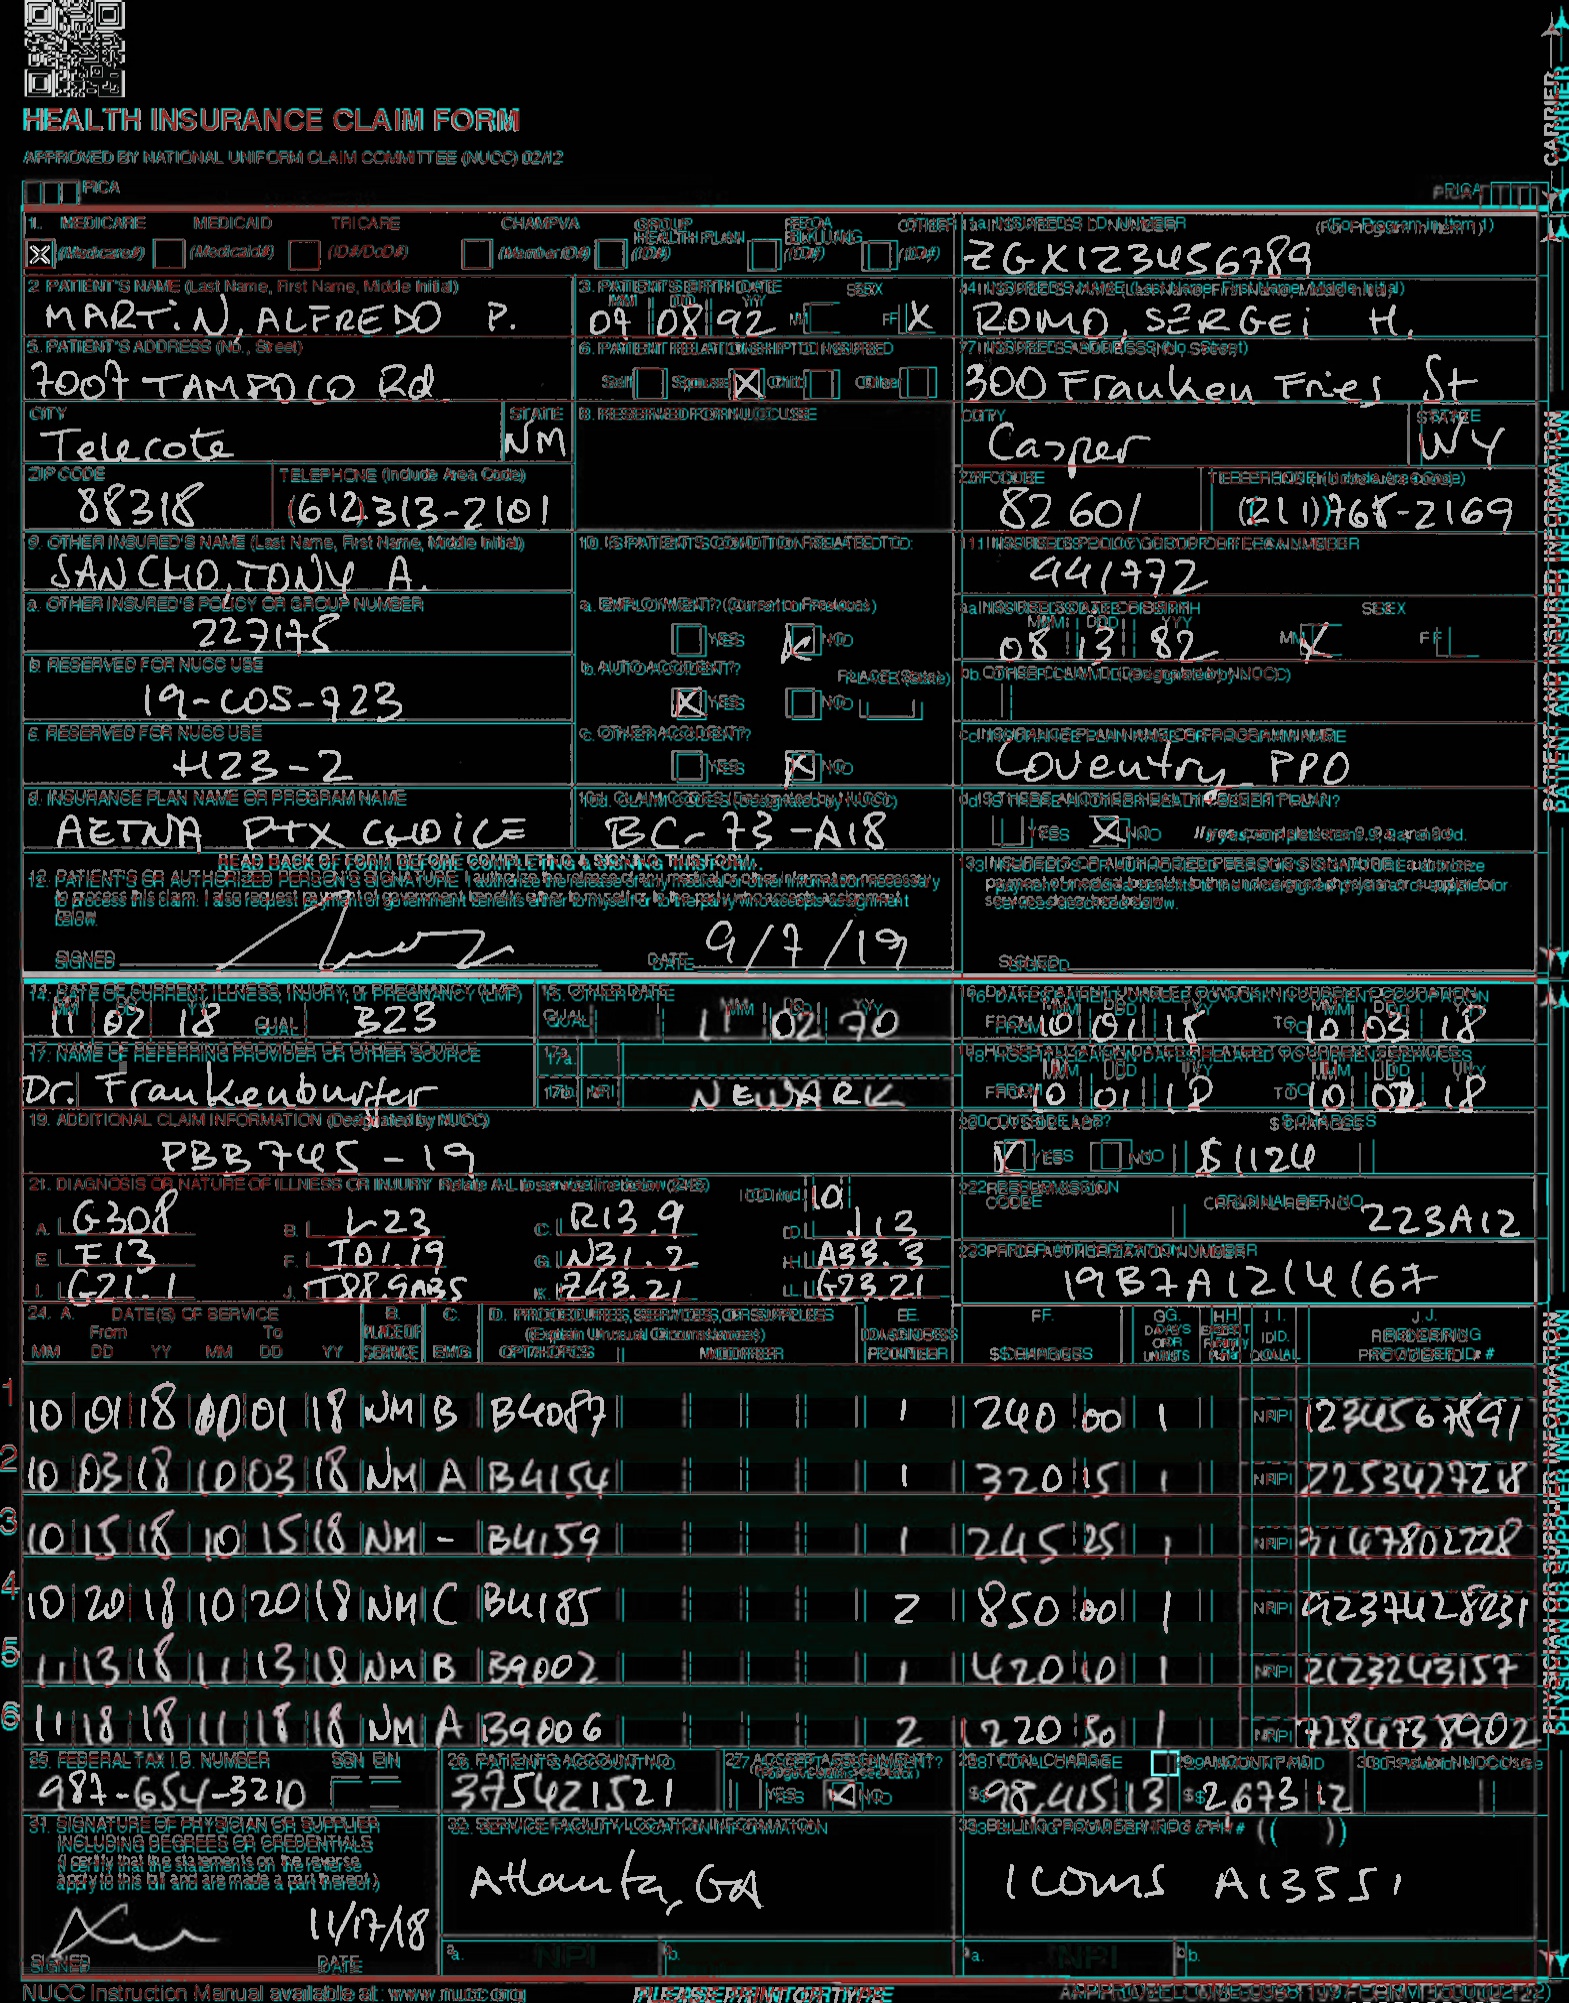 HEALTH INSURANCE CLAIM FORM
APPROVED BY NATIONAL UNIFORM CLAIM COMMITTEE (NUCC) 02/12
PICA PICA
CARRIER
1. MEDICARE MEDICAID TRICARE CHAMPVA GROUP HEALTH PLAN FECA BLK LUNG OTHER 1a. INSURED'S I.D. NUMBER (For Program in Item 1)
X (Medicare#) (Medicaid#) (ID#/DoD#) (Member ID#) (ID#) (ID#) (ID#) ZGX123456789
2. PATIENT'S NAME (Last Name, First Name, Middle Initial) 3. PATIENT'S BIRTH DATE MM DD YY SEX 4. INSURED'S NAME (Last Name, First Name, Middle Initial)
MARTiN, ALFREDO P. 04 08 92 M F X ROMO, SERGEi H.
5. PATIENT'S ADDRESS (No., Street) 6. PATIENT RELATIONSHIP TO INSURED 7. INSURED'S ADDRESS (No., Street)
7007 TAMPOCO Rd Self Spouse X Child Other 300 Franken Fries St
CITY STATE 8. RESERVED FOR NUCC USE CITY STATE
Telecote NM Casper WY
ZIP CODE TELEPHONE (Include Area Code) ZIP CODE TELEPHONE (Include Area Code)
88318 (612) 313-2101 82601 (211) 768-2169
9. OTHER INSURED'S NAME (Last Name, First Name, Middle Initial) 10. IS PATIENT'S CONDITION RELATED TO: 11. INSURED'S POLICY GROUP OR FECA NUMBER
SANCHO, TONY A. 441772
a. OTHER INSURED'S POLICY OR GROUP NUMBER a. EMPLOYMENT? (Current or Previous) a. INSURED'S DATE OF BIRTH MM DD YY SEX
227175 YES X NO 08 13 82 M X F
b. RESERVED FOR NUCC USE b. AUTO ACCIDENT? PLACE (State) b. OTHER CLAIM ID (Designated by NUCC)
19-COS-723 X YES NO
c. RESERVED FOR NUCC USE c. OTHER ACCIDENT? c. INSURANCE PLAN NAME OR PROGRAM NAME
H23-2 YES X NO Coventry PPO
d. INSURANCE PLAN NAME OR PROGRAM NAME 10d. CLAIM CODES (Designated by NUCC) d. IS THERE ANOTHER HEALTH BENEFIT PLAN?
AETNA PTX CHOICE BC-73-A18 YES X NO If yes, complete items 9, 9a, and 9d.
READ BACK OF FORM BEFORE COMPLETING & SIGNING THIS FORM.
12. PATIENT'S OR AUTHORIZED PERSON'S SIGNATURE I authorize the release of any medical or other information necessary
to process this claim. I also request payment of government benefits either to myself or to the party who accepts assignment
below.
SIGNED DATE 9/7/19
13. INSURED'S OR AUTHORIZED PERSON'S SIGNATURE I authorize
payment of medical benefits to the undersigned physician or supplier for
services described below.
SIGNED
PATIENT AND INSURED INFORMATION
14. DATE OF CURRENT ILLNESS, INJURY, or PREGNANCY (LMP) 15. OTHER DATE 16. DATES PATIENT UNABLE TO WORK IN CURRENT OCCUPATION
MM DD YY MM DD YY MM DD YY MM DD YY
11 02 18 QUAL. B23 QUAL. 11 02 70 FROM 10 01 18 TO 10 03 18
17. NAME OF REFERRING PROVIDER OR OTHER SOURCE 17a. 18. HOSPITALIZATION DATES RELATED TO CURRENT SERVICES
MM DD YY MM DD YY
Dr. Frankenburfer 17b. NPI NEWARK FROM 10 01 TO 10 02 18
19. ADDITIONAL CLAIM INFORMATION (Designated by NUCC) 20. OUTSIDE LAB? $ CHARGES
PBB745-19 X YES NO $1124
21. DIAGNOSIS OR NATURE OF ILLNESS OR INJURY Relate A-L to service line below (24E) ICD Ind. 10 22. RESUBMISSION CODE ORIGINAL REF. NO.
A. G308 B. L23 C. R13.9 D. J13 223A12
E. F13 F. I01.19 G. N31.2 H. A33.3 23. PRIOR AUTHORIZATION NUMBER
I. G21.1 J. T88.9AB5 K. Z43.21 L. G23.21 19B7A1214167
24. A. DATE(S) OF SERVICE B. C. D. PROCEDURES, SERVICES, OR SUPPLIES E. F. G. H. I. J.
From To PLACE OF (Explain Unusual Circumstances) DIAGNOSIS DAYS OR UNITS EPSDT Family Plan ID. RENDERING
MM DD YY MM DD YY SERVICE EMG CPT/HCPCS MODIFIER POINTER $ CHARGES QUAL. PROVIDER ID. #
1 10 01 18 10 01 18 NM B B4087 1 240 00 1 NPI 1234567891
2 10 03 18 10 03 18 NM A B4154 1 320 15 1 NPI 2253427218
3 10 15 18 10 15 18 NM - B4159 1 245 25 1 NPI 2147802228
4 10 20 18 10 20 18 NM C B4185 2 850 00 1 NPI 9237428231
5 11 13 18 11 13 18 NM B B9002 1 420 10 1 NPI 2123243157
6 11 18 18 11 18 18 NM A B9006 2 1220 30 1 NPI 7284738902
25. FEDERAL TAX I.D. NUMBER SSN EIN 26. PATIENT'S ACCOUNT NO. 27. ACCEPT ASSIGNMENT? 28. TOTAL CHARGE 29. AMOUNT PAID 30. Rsvd for NUCC Use
987-654-3210 375421521 YES X NO $ 98,415 13 $ 2,673 12
31. SIGNATURE OF PHYSICIAN OR SUPPLIER 32. SERVICE FACILITY LOCATION INFORMATION 33. BILLING PROVIDER INFO & PH # ( )
INCLUDING DEGREES OR CREDENTIALS
(I certify that the statements on the reverse
apply to this bill and are made a part thereof.)
Atlanta, GA 1 Coms A13551
11/17/18
SIGNED DATE a. NPI b. a. NPI b.
PHYSICIAN OR SUPPLIER INFORMATION
NUCC Instruction Manual available at: www.nucc.org PLEASE PRINT OR TYPE